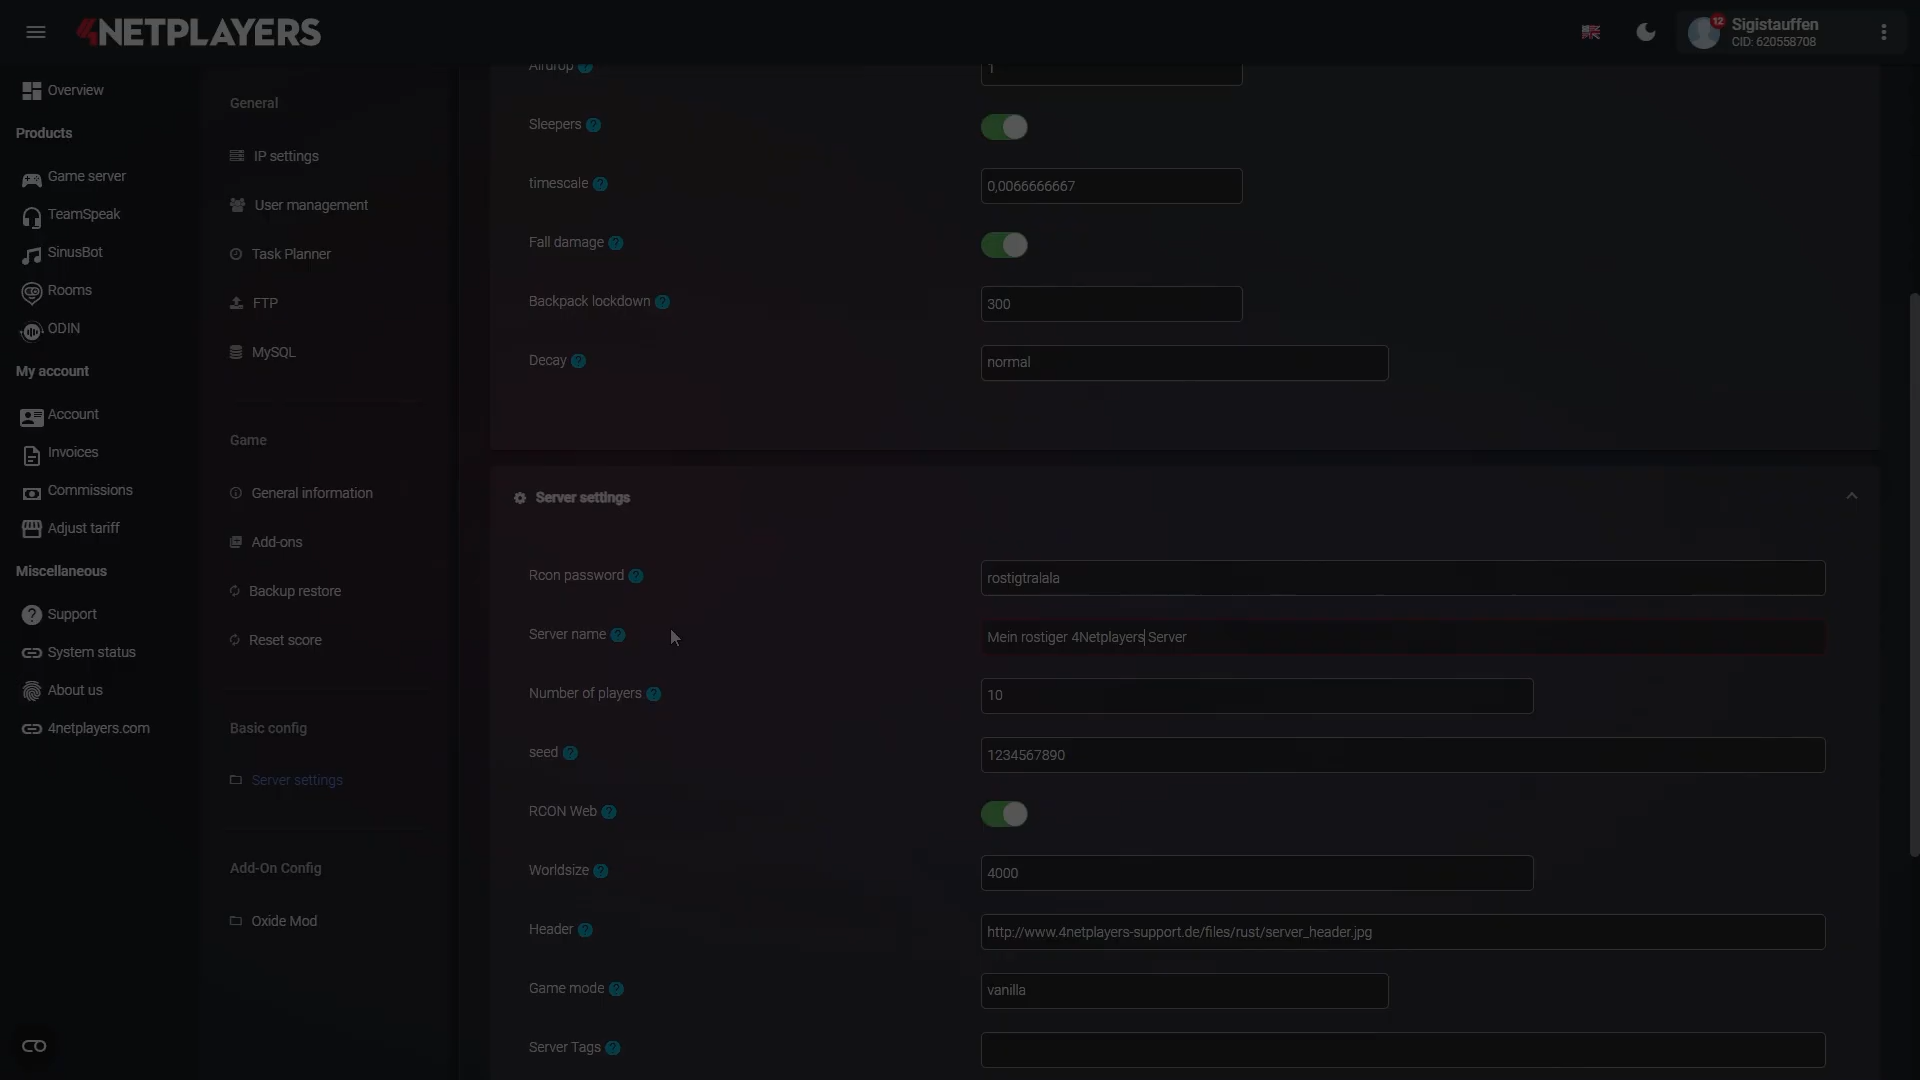 4NETPLAYERS
12
Sigistauffen
CID: 620558708
Overview
Products
Game server
TeamSpeak
SinusBot
Rooms
ODIN
My account
Account
Invoices
Commissions
Adjust tariff
Miscellaneous
Support
System status
About us
4netplayers.com
General
IP settings
User management
Task Planner
FTP
MySQL
Game
General information
Add-ons
Backup restore
Reset score
Basic config
Server settings
Add-On Config
Oxide Mod
Airdrop ?
1
Sleepers ?
timescale ?
0,0066666667
Fall damage ?
Backpack lockdown ?
300
Decay ?
normal
Server settings
Rcon password ?
rostigtralala
Server name ?
Mein rostiger 4Netplayers Server
Number of players ?
10
seed ?
1234567890
RCON Web ?
Worldsize ?
4000
Header ?
http://www.4netplayers-support.de/files/rust/server_header.jpg
Game mode ?
vanilla
Server Tags ?